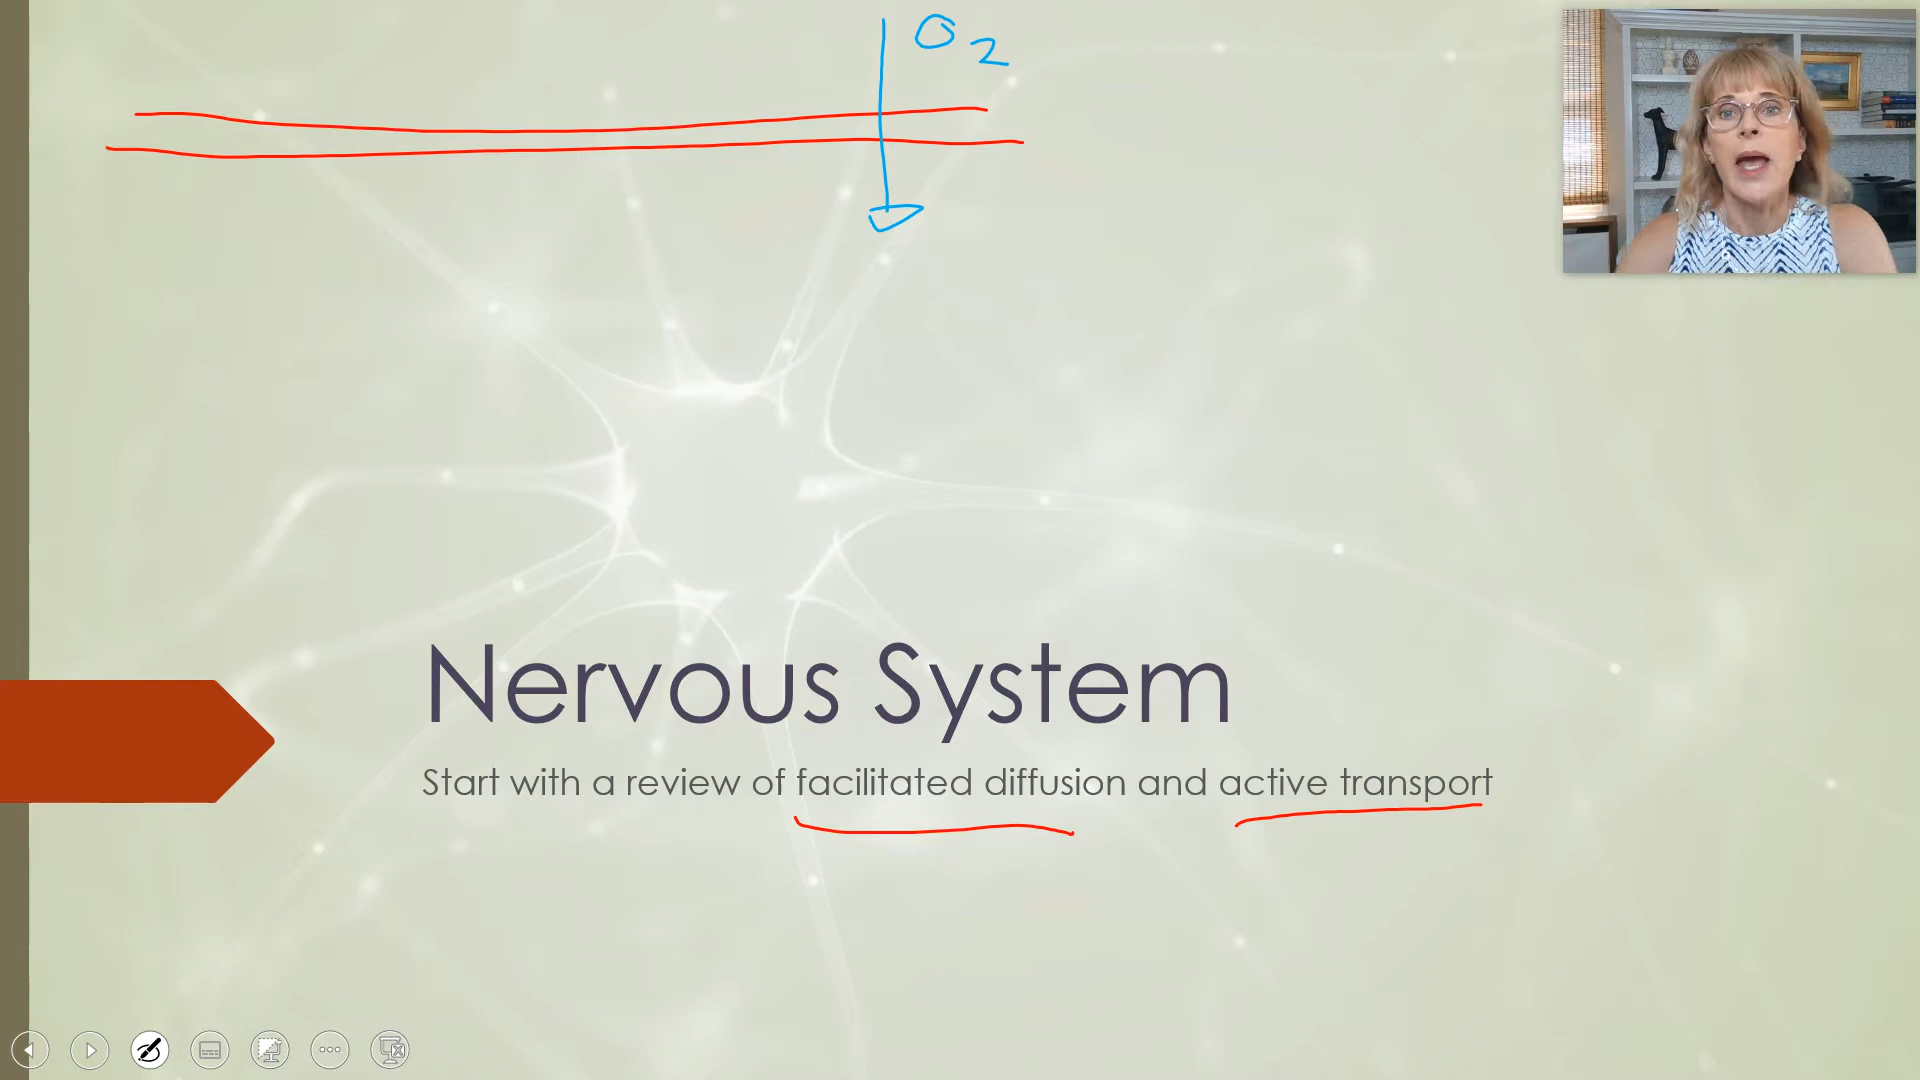 O2
Nervous System
Start with a review of facilitated diffusion and active transport